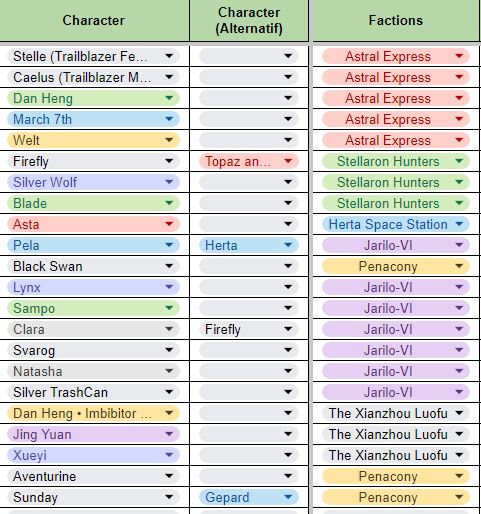 Character Character (Alternatif) Factions
Stelle (Trailblazer Fe... Astral Express
Caelus (Trailblazer M... Astral Express
Dan Heng Astral Express
March 7th Astral Express
Welt Astral Express
Firefly Topaz an... Stellaron Hunters
Silver Wolf Stellaron Hunters
Blade Stellaron Hunters
Asta Herta Space Station
Pela Herta Jarilo-VI
Black Swan Penacony
Lynx Jarilo-VI
Sampo Jarilo-VI
Clara Firefly Jarilo-VI
Svarog Jarilo-VI
Natasha Jarilo-VI
Silver TrashCan Jarilo-VI
Dan Heng • Imbibitor ... The Xianzhou Luofu
Jing Yuan The Xianzhou Luofu
Xueyi The Xianzhou Luofu
Aventurine Penacony
Sunday Gepard Penacony